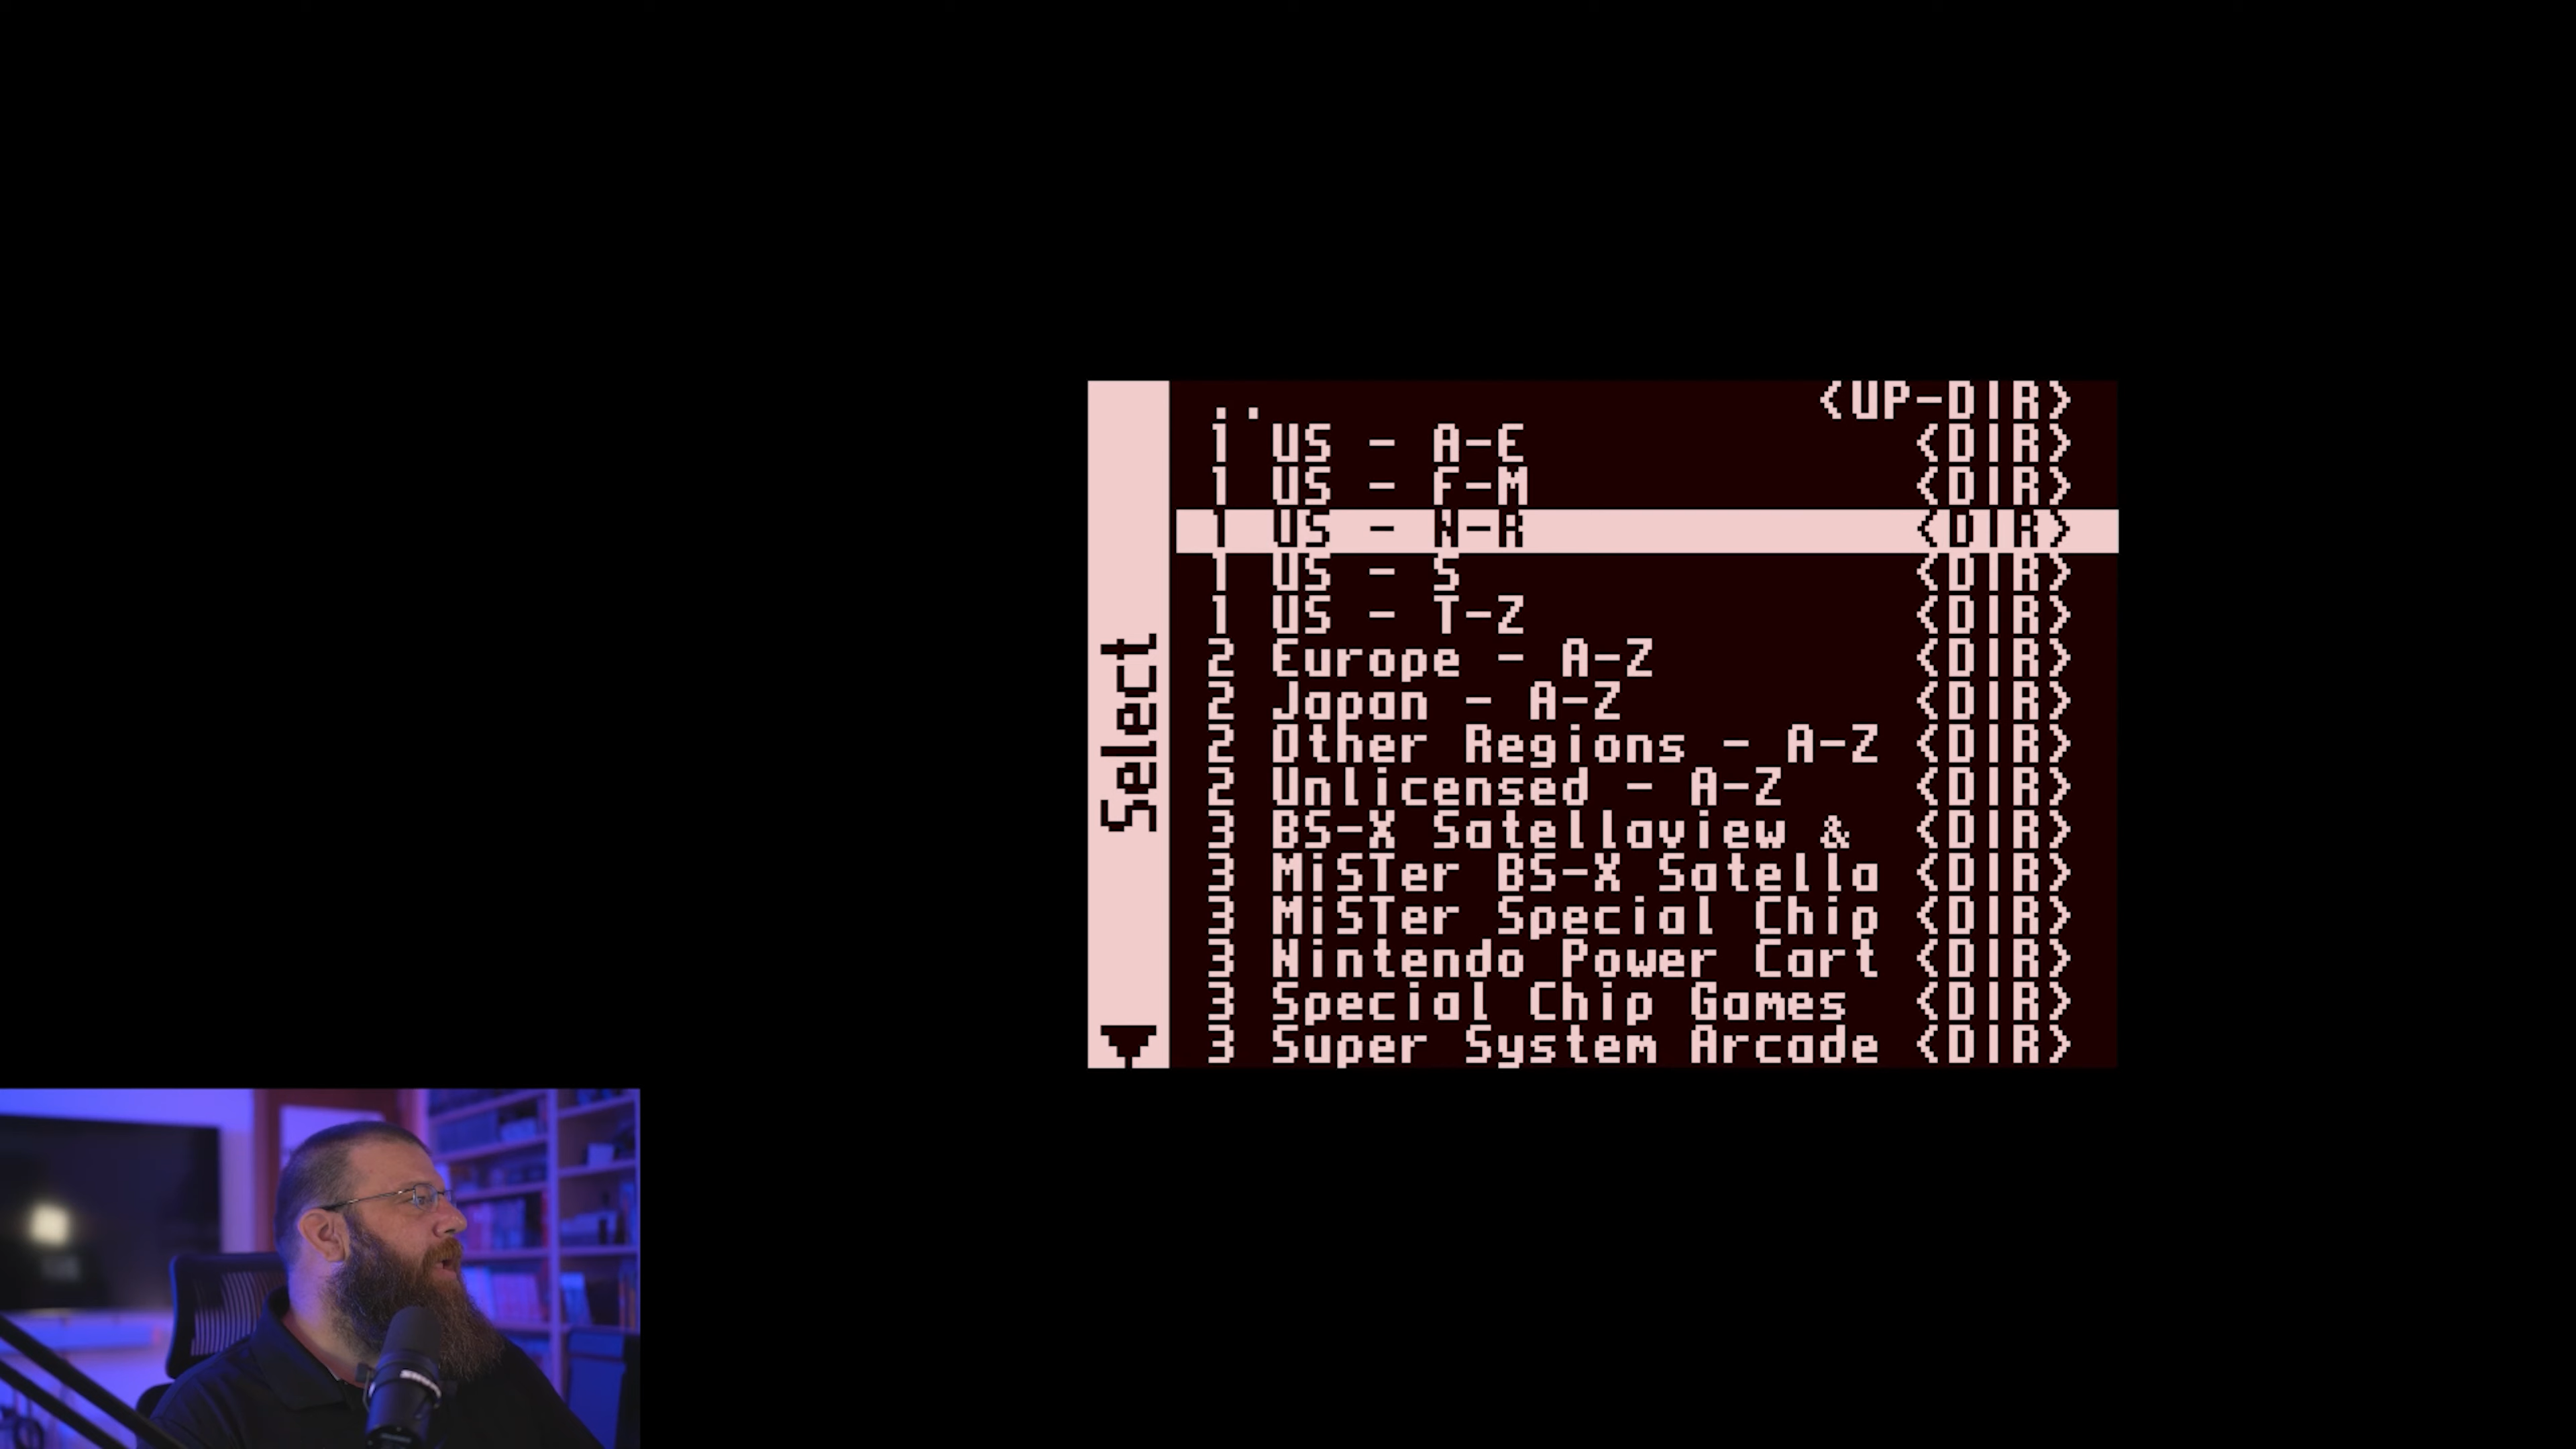 Select
.. <UP-DIR>
1 US - A-E <DIR>
1 US - F-M <DIR>
1 US - N-R <DIR>
1 US - S <DIR>
1 US - T-Z <DIR>
2 Europe - A-Z <DIR>
2 Japan - A-Z <DIR>
2 Other Regions - A-Z <DIR>
2 Unlicensed - A-Z <DIR>
3 BS-X Satellaview & <DIR>
3 MiSTer BS-X Satella <DIR>
3 MiSTer Special Chip <DIR>
3 Nintendo Power Cart <DIR>
3 Special Chip Games <DIR>
3 Super System Arcade <DIR>